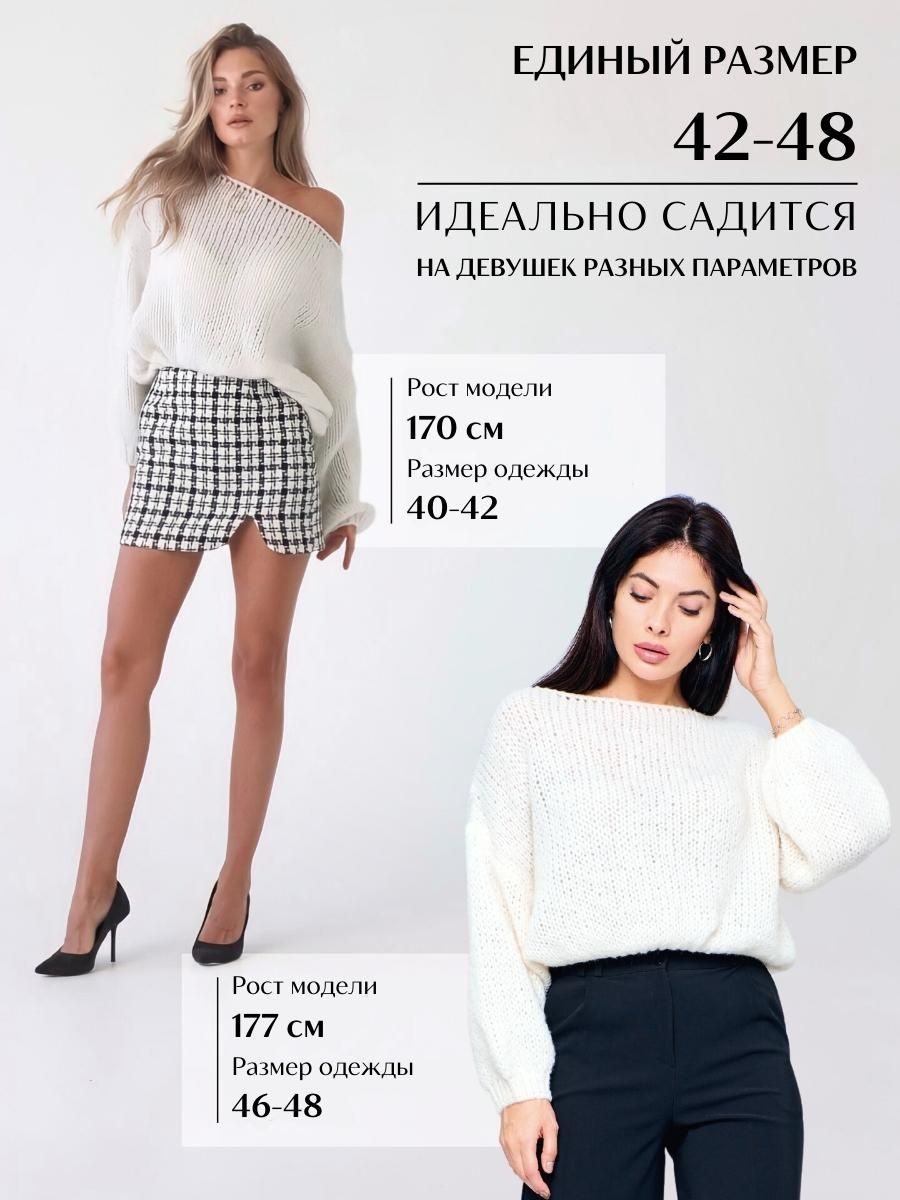 ЕДИНЫЙ РАЗМЕР
42-48
ИДЕАЛЬНО САДИТСЯ
НА ДЕВУШЕК РАЗНЫХ ПАРАМЕТРОВ
Рост модели
170 см
Размер одежды
40-42
Рост модели
177 см
Размер одежды
46-48